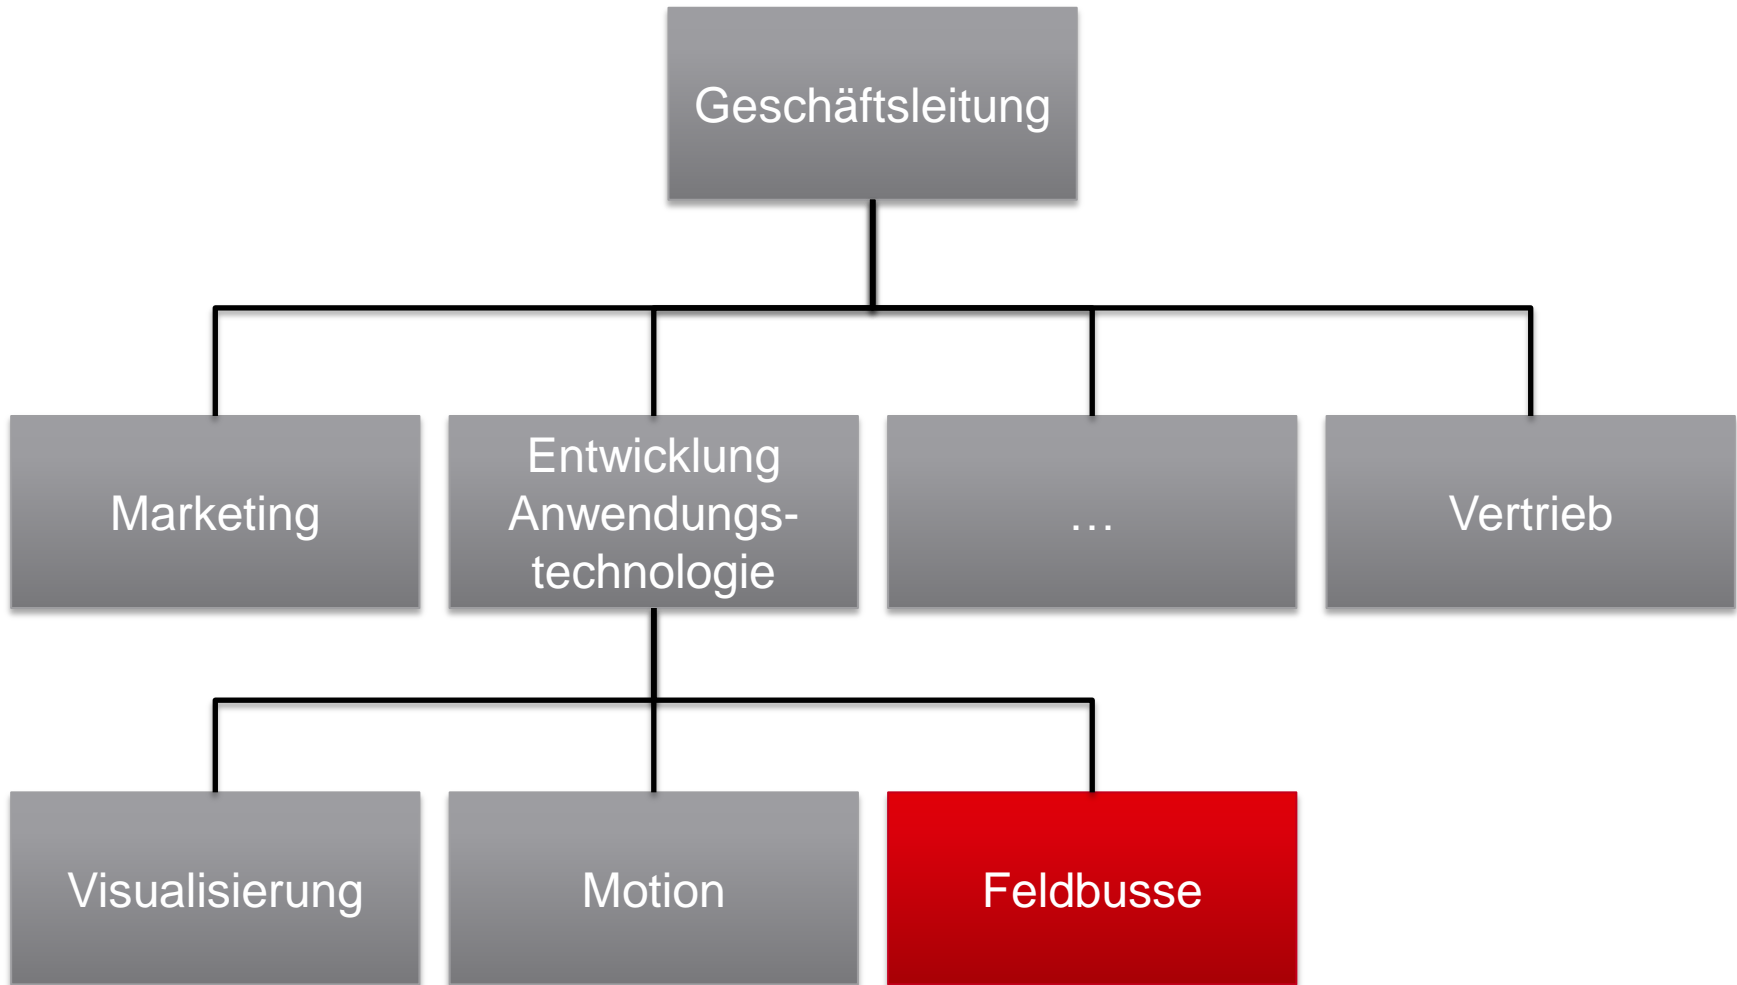 Geschäftsleitung
Marketing
Entwicklung
Anwendungs-
technologie
…
Vertrieb
Visualisierung
Motion
Feldbusse